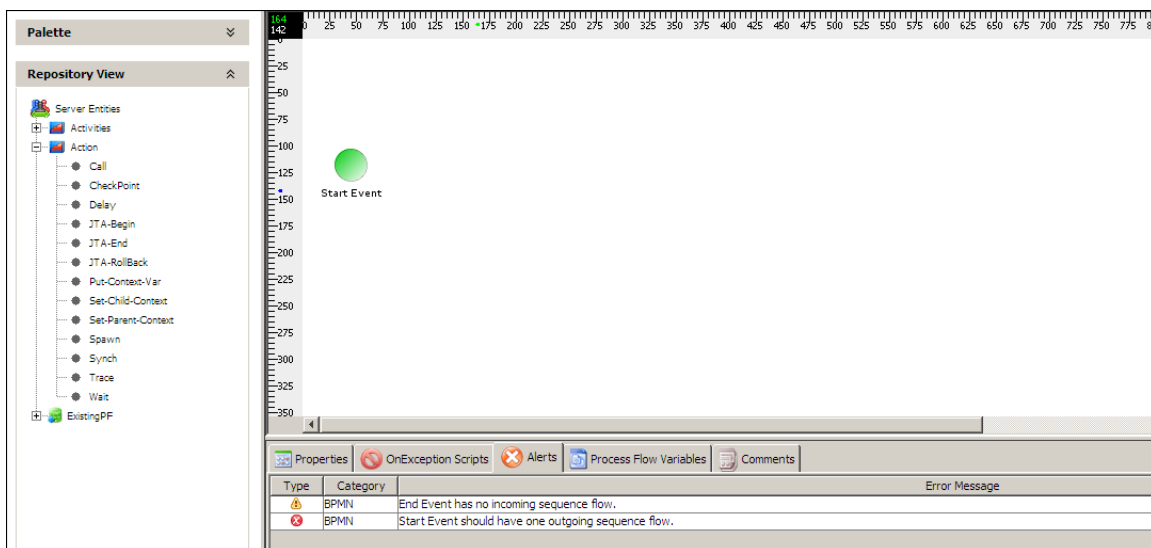 Palette
Repository View
Server Entities
Activities
Action
Call
CheckPoint
Delay
JTA-Begin
JTA-End
JTA-RollBack
Put-Context-Var
Set-Child-Context
Set-Parent-Context
Spawn
Synch
Trace
Wait
ExistingPF
164
142
0 25 50 75 100 125 150 175 200 225 250 275 300 325 350 375 400 425 450 475 500 525 550 575 600 625 650 675 700 725 750 775
0
25
50
75
100
125
150
175
200
225
250
275
300
325
350
Start Event
Properties OnException Scripts Alerts Process Flow Variables Comments
Type Category Error Message
BPMN End Event has no incoming sequence flow.
BPMN Start Event should have one outgoing sequence flow.